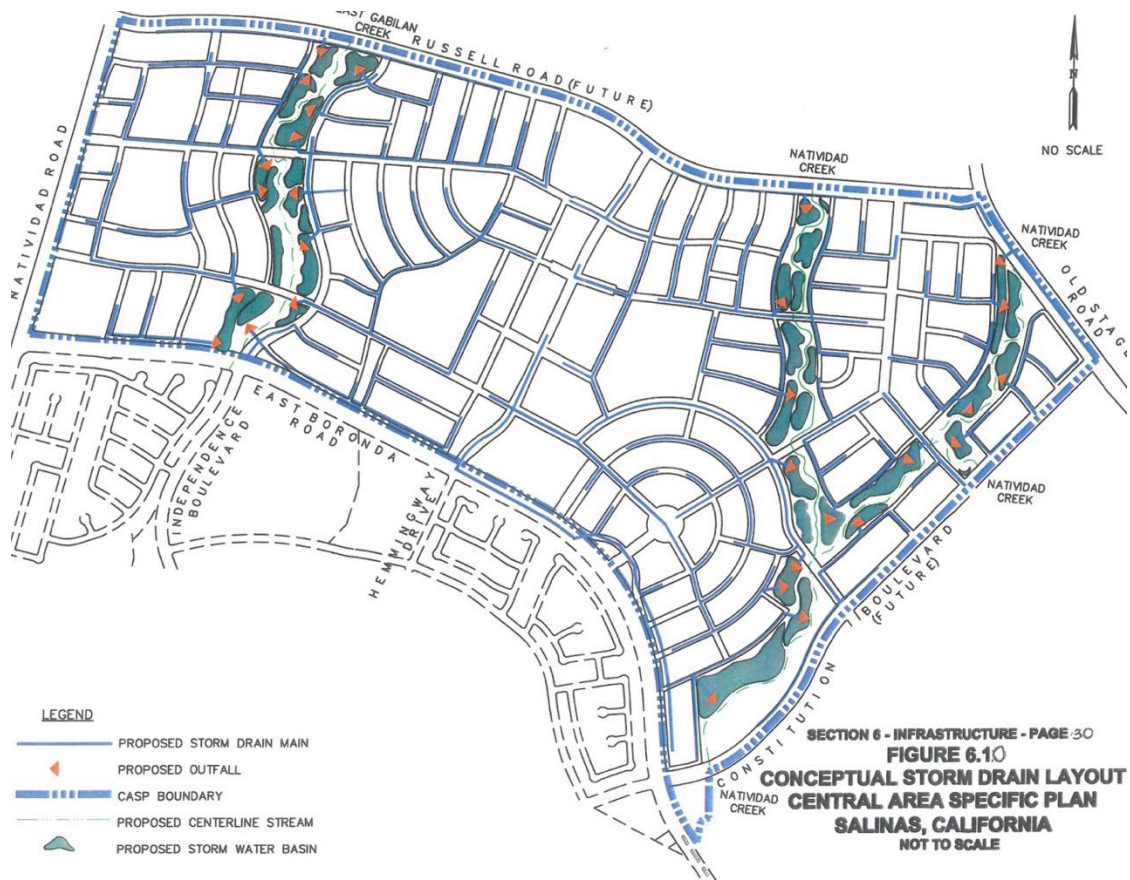 EAST GABILAN
CREEK
RUSSELL ROAD (FUTURE)
N
NO SCALE
NATIVIDAD
CREEK
NATIVIDAD
CREEK
OLD STAGE
ROAD
NATIVIDAD ROAD
EAST BORONDA
ROAD
INDEPENDENCE
BOULEVARD
HEMMINGWAY
DRIVE
NATIVIDAD
CREEK
CONSTITUTION
BOULEVARD
(FUTURE)
NATIVIDAD
CREEK
LEGEND
PROPOSED STORM DRAIN MAIN
PROPOSED OUTFALL
CASP BOUNDARY
PROPOSED CENTERLINE STREAM
PROPOSED STORM WATER BASIN
SECTION 6 - INFRASTRUCTURE - PAGE 30
FIGURE 6.10
CONCEPTUAL STORM DRAIN LAYOUT
CENTRAL AREA SPECIFIC PLAN
SALINAS, CALIFORNIA
NOT TO SCALE